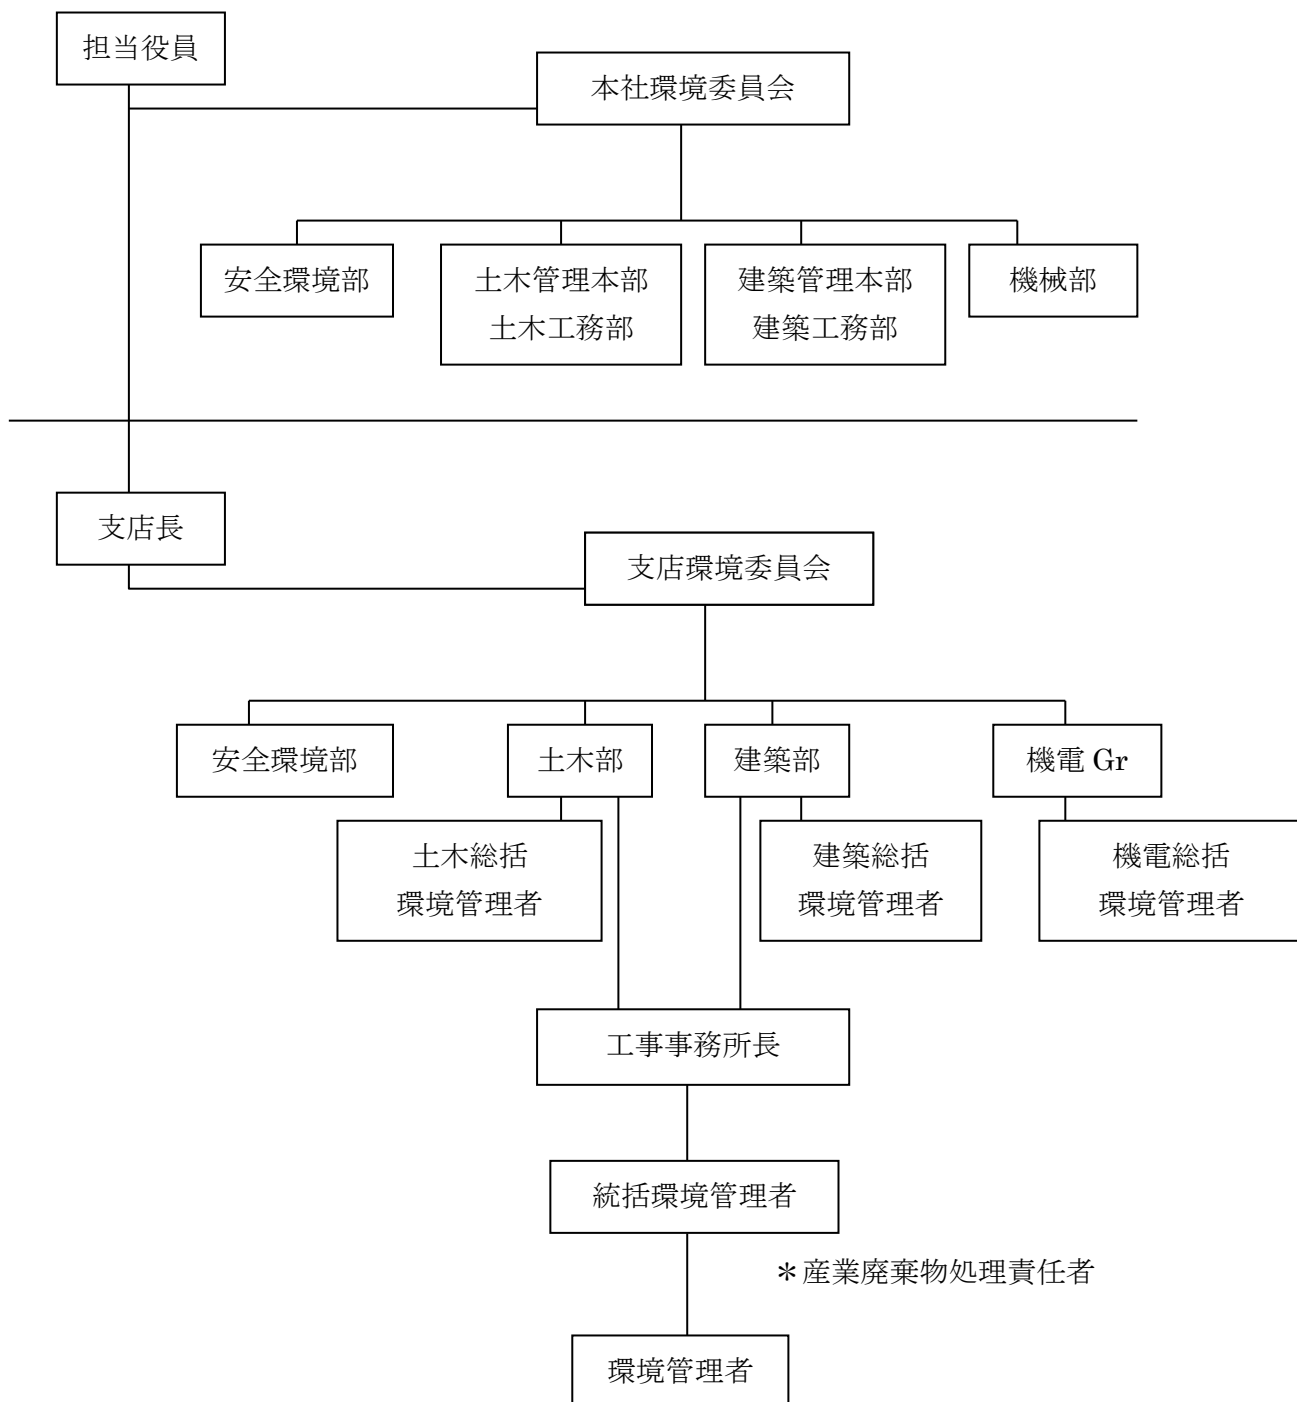 担当役員
本社環境委員会
安全環境部
土木管理本部
土木工務部
建築管理本部
建築工務部
機械部
支店長
支店環境委員会
安全環境部
土木部
建築部
機電 Gr
土木総括
環境管理者
建築総括
環境管理者
機電総括
環境管理者
工事事務所長
統括環境管理者
＊産業廃棄物処理責任者
環境管理者